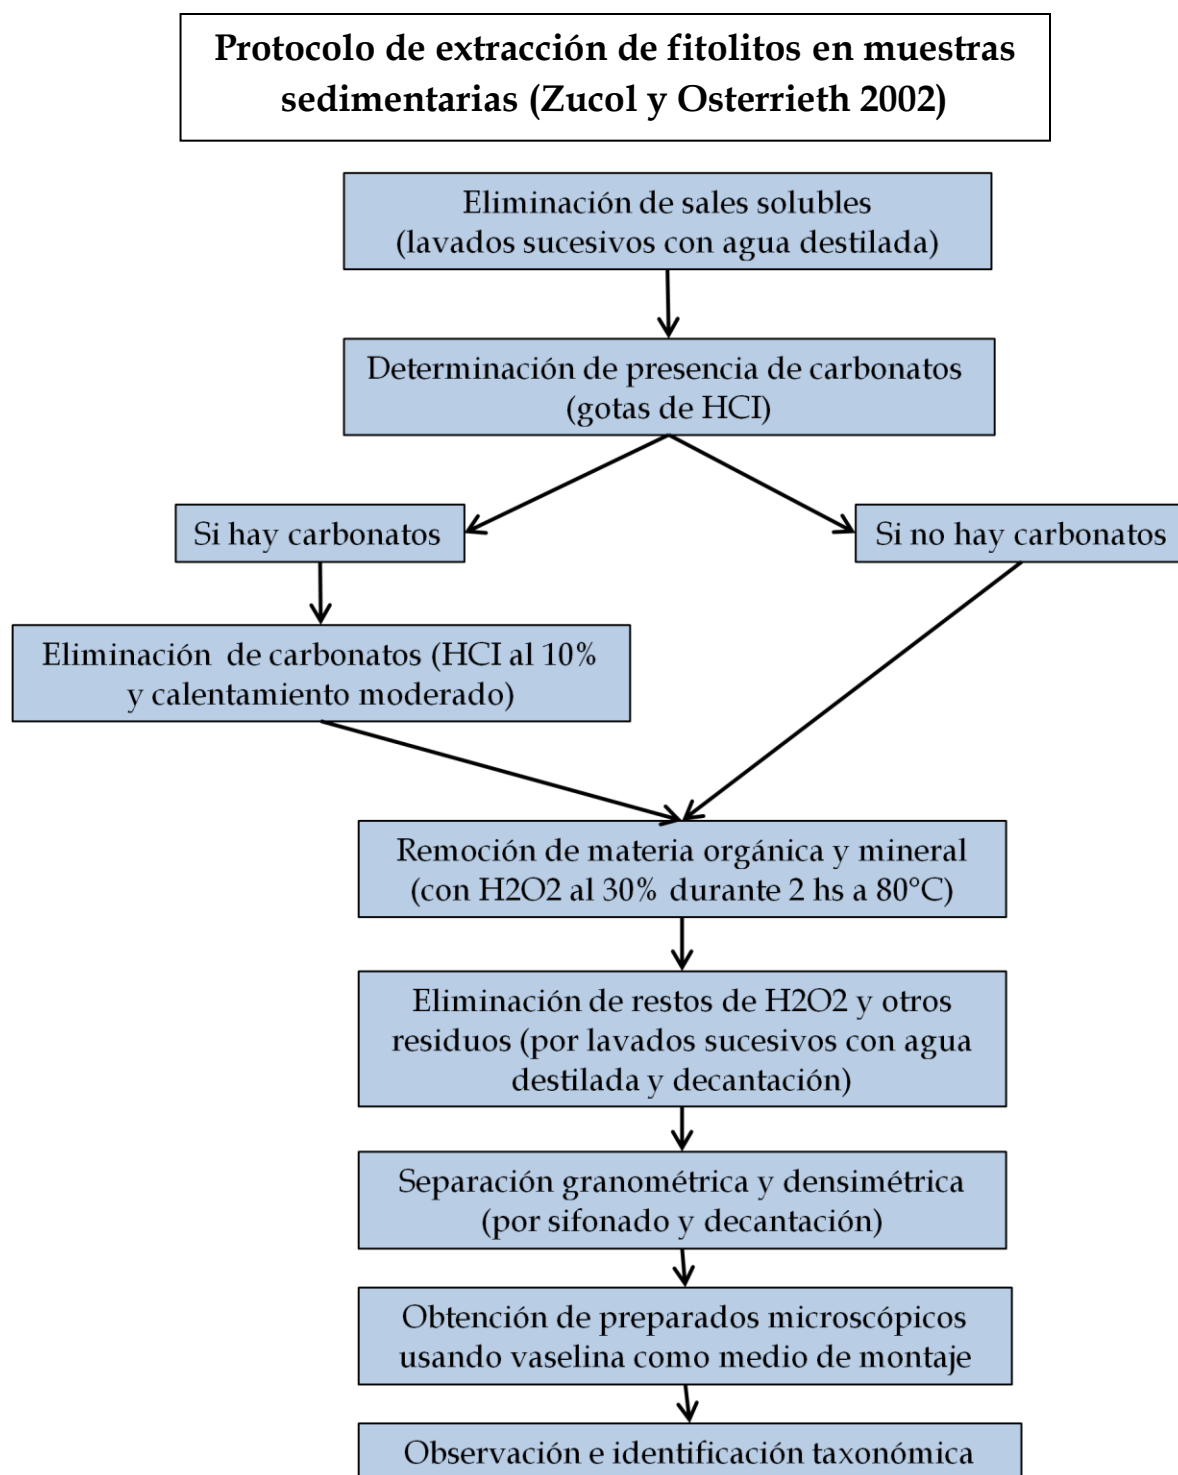 Protocolo de extracción de fitolitos en muestras
sedimentarias (Zucol y Osterrieth 2002)
Eliminación de sales solubles
(lavados sucesivos con agua destilada)
Determinación de presencia de carbonatos
(gotas de HCI)
Si hay carbonatos
Si no hay carbonatos
Eliminación de carbonatos (HCI al 10%
y calentamiento moderado)
Remoción de materia orgánica y mineral
(con H2O2 al 30% durante 2 hs a 80°C)
Eliminación de restos de H2O2 y otros
residuos (por lavados sucesivos con agua
destilada y decantación)
Separación granométrica y densimétrica
(por sifonado y decantación)
Obtención de preparados microscópicos
usando vaselina como medio de montaje
Observación e identificación taxonómica